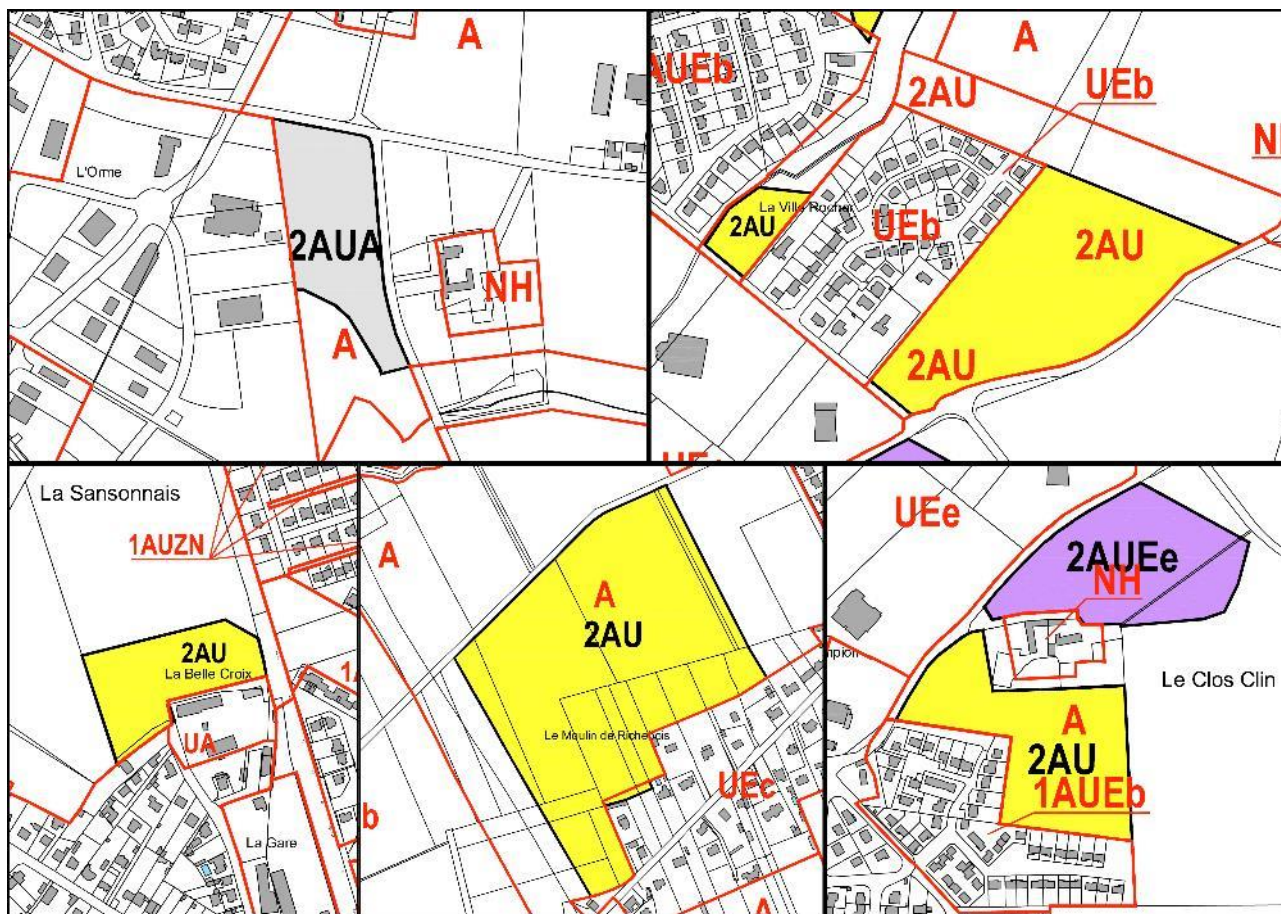 A
L'Orme
2AUA
NH
A
A
AUEb
2AU
UEb
2AU
La Ville Rocher
UEb
2AU
2AU
La Sansonnais
1AUZN
2AU
La Belle Croix
UA
La Gare
A
A
2AU
Le Moulin de Richebois
UEc
b
A
UEe
2AUEe
NH
mpion
Le Clos Clin
A
2AU
1AUEb